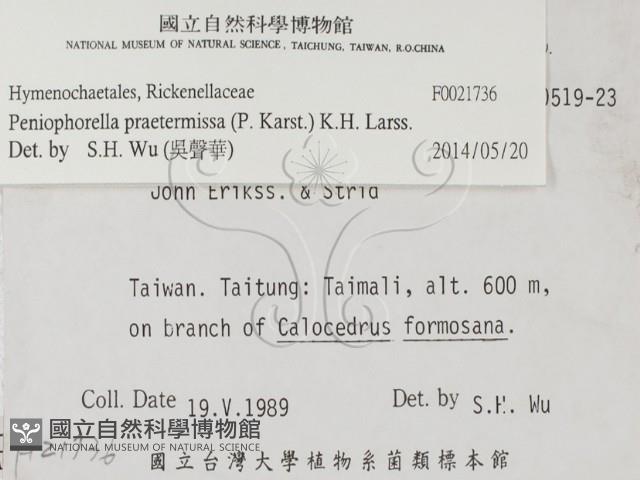 國立自然科學博物館
NATIONAL MUSEUM OF NATURAL SCIENCE, TAICHUNG, TAIWAN, R.O.CHINA
Hymenochaetales, Rickenellaceae F0021736
0519-23
Peniophorella praetermissa (P. Karst.) K.H. Larss.
Det. by S.H. Wu (吳聲華) 2014/05/20
John Erikss. & Strid
Taiwan. Taitung: Taimali, alt. 600 m,
on branch of Calocedrus formosana.
Coll. Date 19.V.1989 Det. by S.H. Wu
國立自然科學博物館
NATIONAL MUSEUM OF NATURAL SCIENCE
國立台灣大學植物系菌類標本館